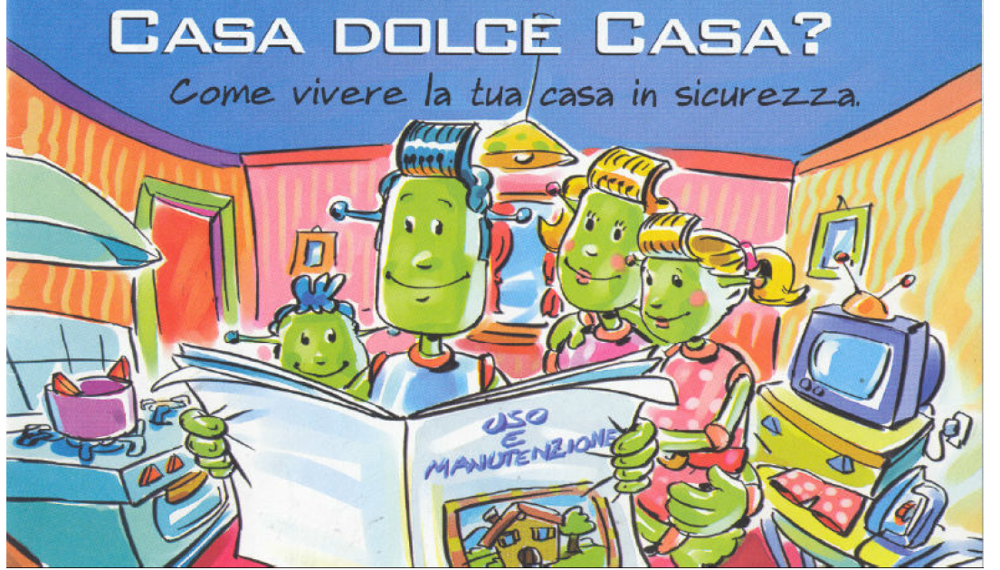 CASA DOLCE CASA?
Come vivere la tua casa in sicurezza.
USO
E
MANUTENZIONE